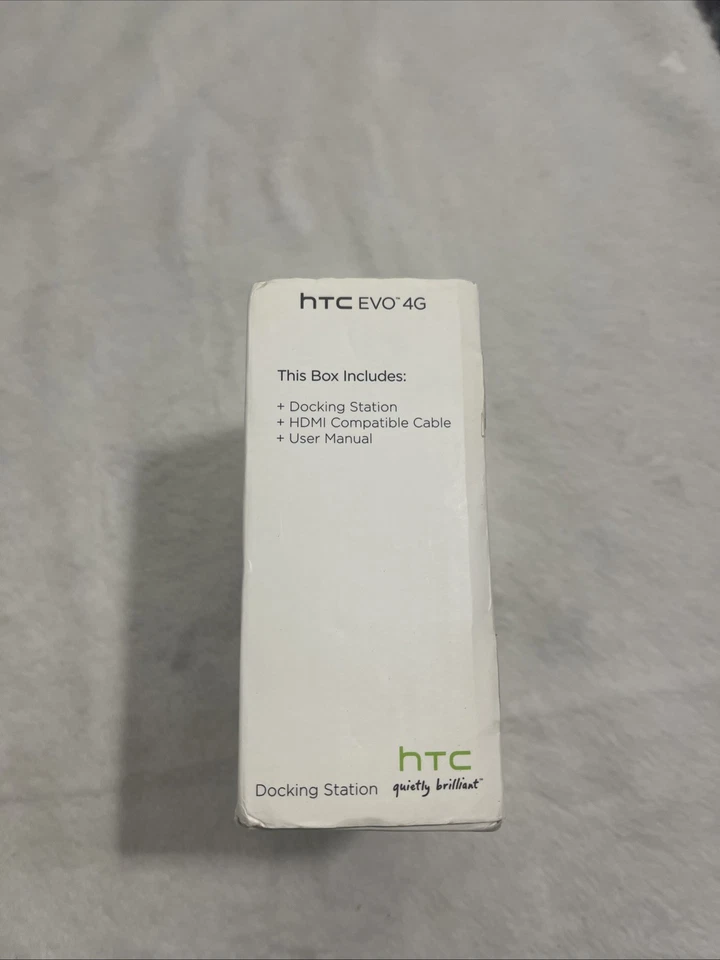 hTC EVO™ 4G
This Box Includes:
+ Docking Station
+ HDMI Compatible Cable
+ User Manual
hTC
Docking Station quietly brilliant™